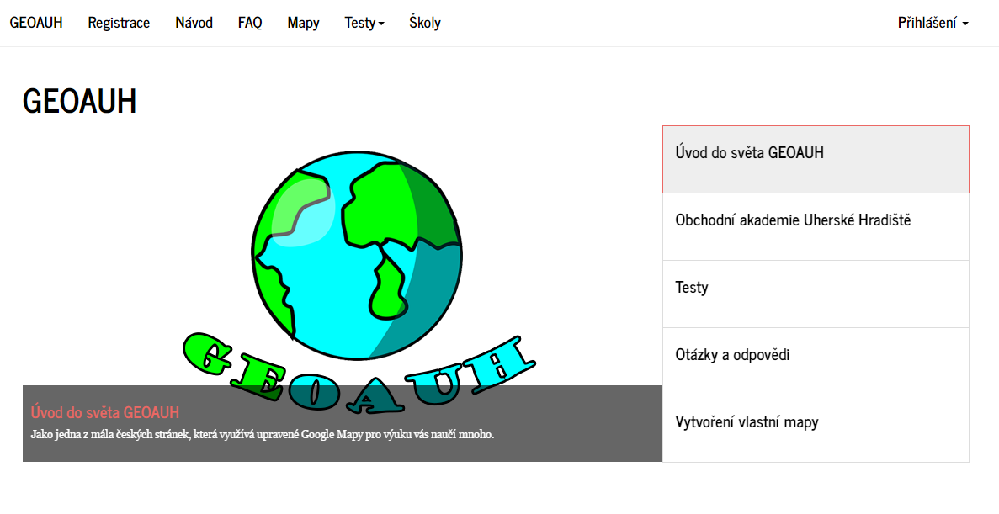 GEOAUH Registrace Návod FAQ Mapy Testy Školy Přihlášení
GEOAUH
GEOAUH
Úvod do světa GEOAUH
Jako jedna z mála českých stránek, která využívá upravené Google Mapy pro výuku vás naučí mnoho.
Úvod do světa GEOAUH
Obchodní akademie Uherské Hradiště
Testy
Otázky a odpovědi
Vytvoření vlastní mapy